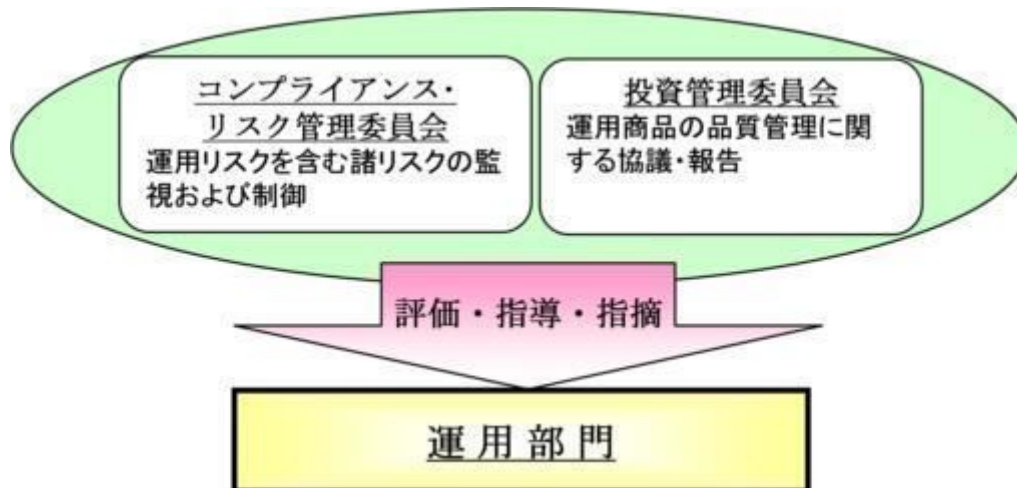 コンプライアンス・
リスク管理委員会
運用リスクを含む諸リスクの監
視および制御
投資管理委員会
運用商品の品質管理に関
する協議・報告
評価・指導・指摘
運用部門